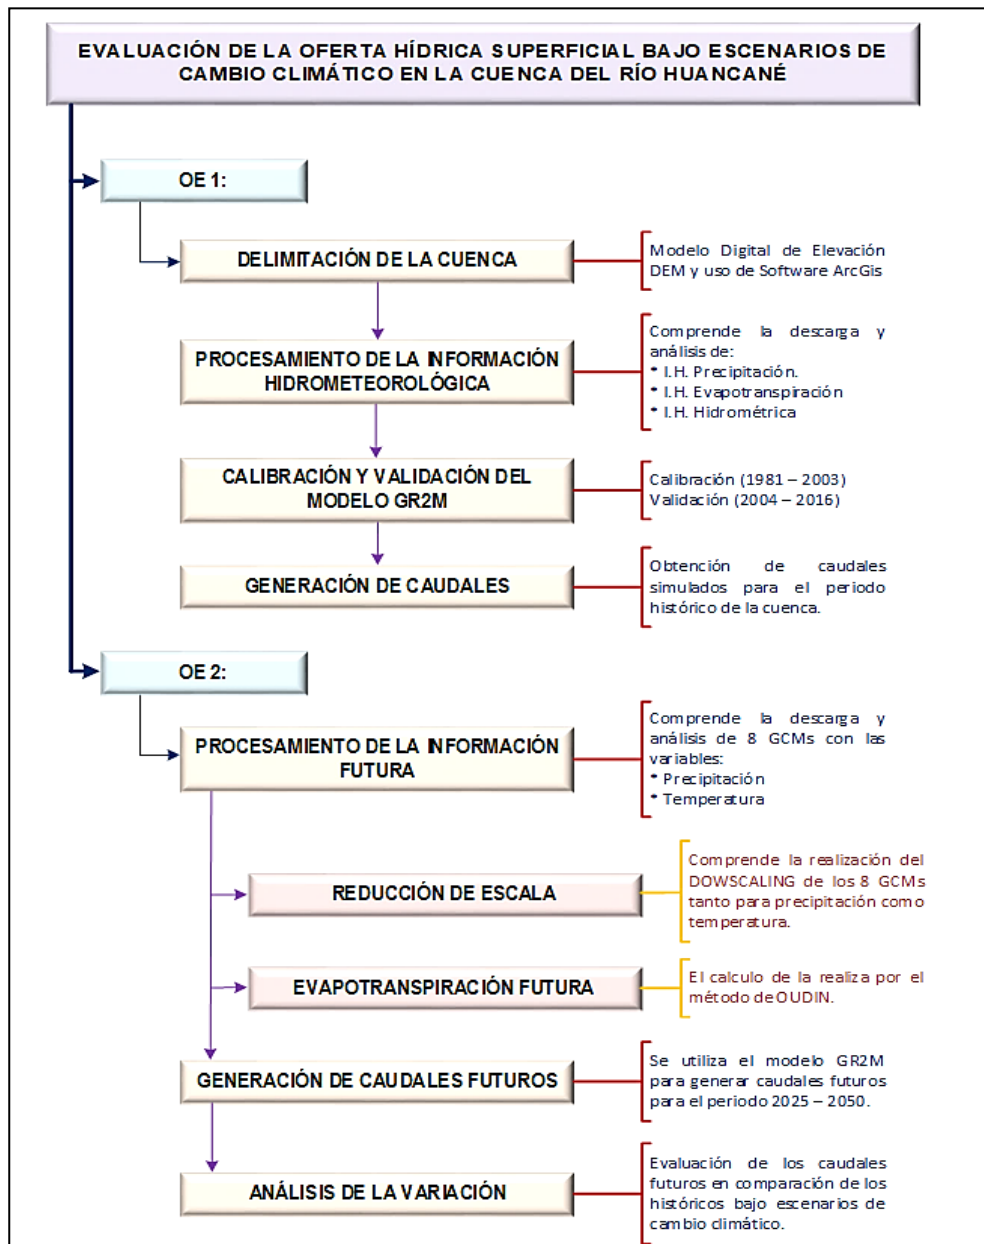 EVALUACIÓN DE LA OFERTA HÍDRICA SUPERFICIAL BAJO ESCENARIOS DE
CAMBIO CLIMÁTICO EN LA CUENCA DEL RÍO HUANCANÉ
OE 1:
DELIMITACIÓN DE LA CUENCA
Modelo Digital de Elevación
DEM y uso de Software ArcGis
PROCESAMIENTO DE LA INFORMACIÓN
HIDROMETEOROLÓGICA
Comprende la descarga y
análisis de:
* I.H. Precipitación.
* I.H. Evapotranspiración
* I.H. Hidrométrica
CALIBRACIÓN Y VALIDACIÓN DEL
MODELO GR2M
Calibración (1981 – 2003)
Validación (2004 – 2016)
GENERACIÓN DE CAUDALES
Obtención de caudales
simulados para el periodo
histórico de la cuenca.
OE 2:
PROCESAMIENTO DE LA INFORMACIÓN
FUTURA
Comprende la descarga y
análisis de 8 GCMs con las
variables:
* Precipitación
* Temperatura
REDUCCIÓN DE ESCALA
Comprende la realización del
DOWSCALING de los 8 GCMs
tanto para precipitación como
temperatura.
EVAPOTRANSPIRACIÓN FUTURA
El calculo de la realiza por el
método de OUDIN.
GENERACIÓN DE CAUDALES FUTUROS
Se utiliza el modelo GR2M
para generar caudales futuros
para el periodo 2025 – 2050.
ANÁLISIS DE LA VARIACIÓN
Evaluación de los caudales
futuros en comparación de los
históricos bajo escenarios de
cambio climático.